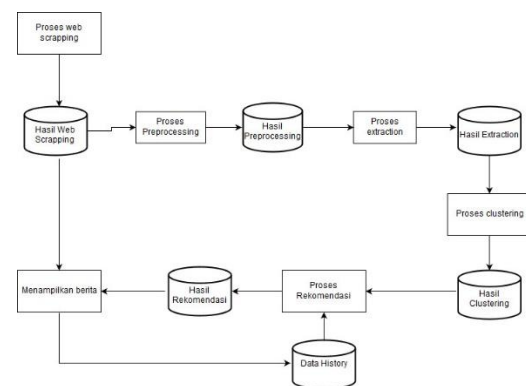 Proses web
scrapping
Hasil Web
Scrapping
Proses
Preprocessing
Hasil
Preprocessing
Proses
extraction
Hasil Extraction
Proses clustering
Hasil
Clustering
Proses
Rekomendasi
Hasil
Rekomendasi
Menampilkan berita
Data History